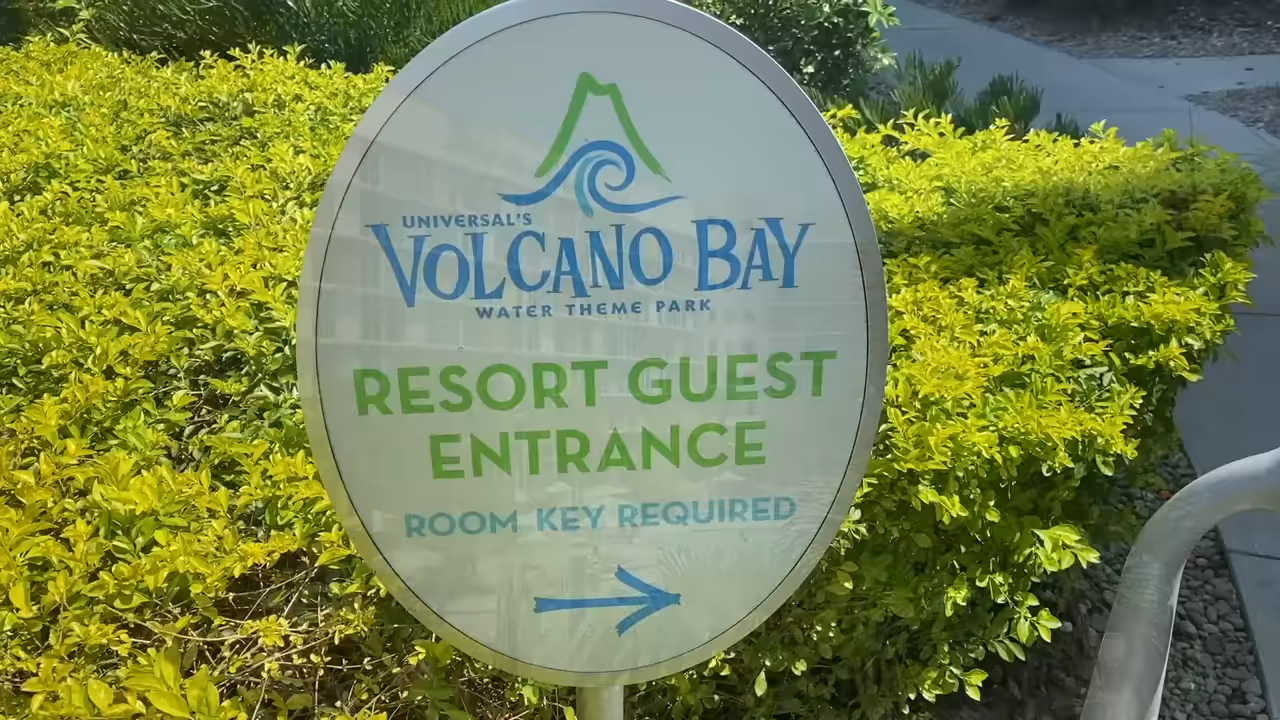 UNIVERSAL'S
VOLCANO BAY
WATER THEME PARK
RESORT GUEST
ENTRANCE
ROOM KEY REQUIRED